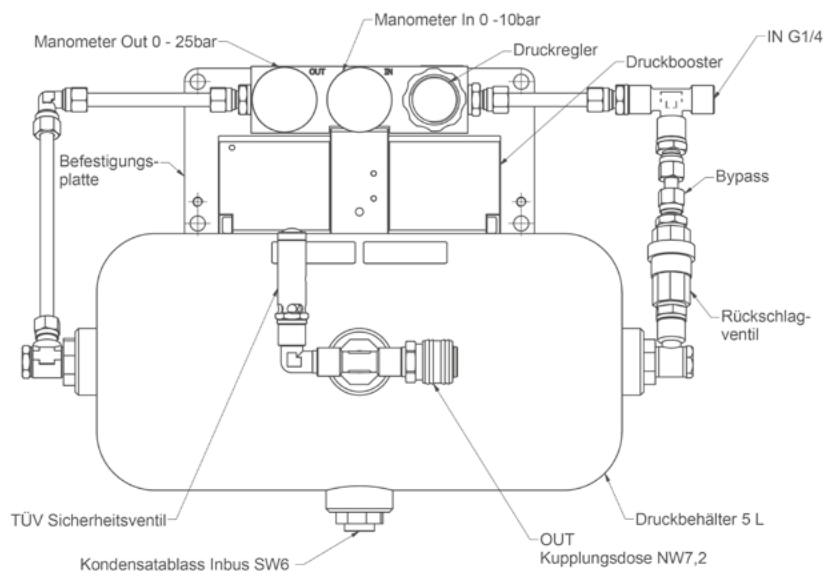 Manometer In 0 -10bar
Manometer Out 0 - 25bar
Druckregler
IN G1/4
Druckbooster
OUT
IN
Befestigungs-
platte
Bypass
Rückschlag-
ventil
TÜV Sicherheitsventil
Druckbehälter 5 L
OUT
Kupplungsdose NW7,2
Kondensatablass Inbus SW6